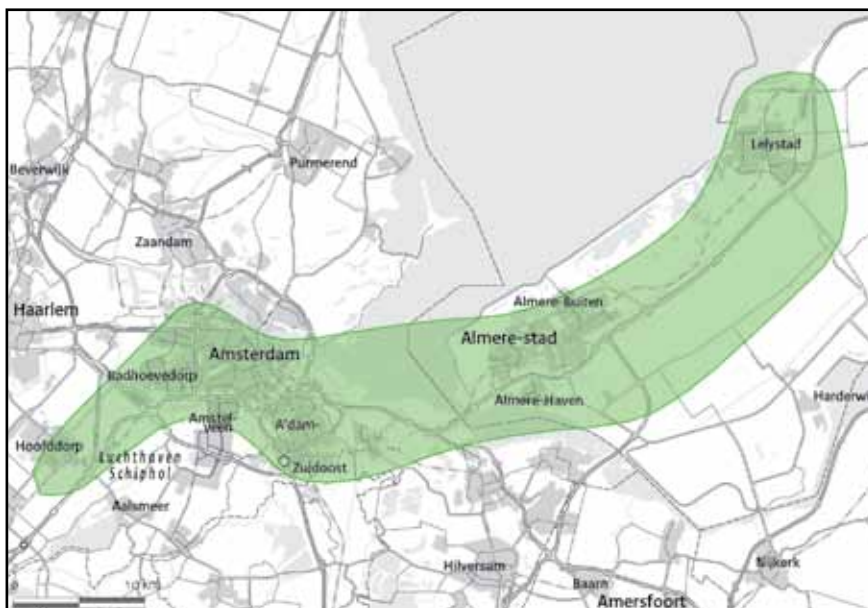 Beverwijk
Purmerend
Lelystad
Zaandam
Haarlem
Almere-Buiten
Almere-stad
Amsterdam
Badhoevedorp
Almere-Haven
Harderwi
Amstel-
veen
A'dam-
Zuidoost
Hoofddorp
Luchthaven
Schiphol
Aalsmeer
Hilversum
Baarn
Nijkerk
Amersfoort
0 10 km